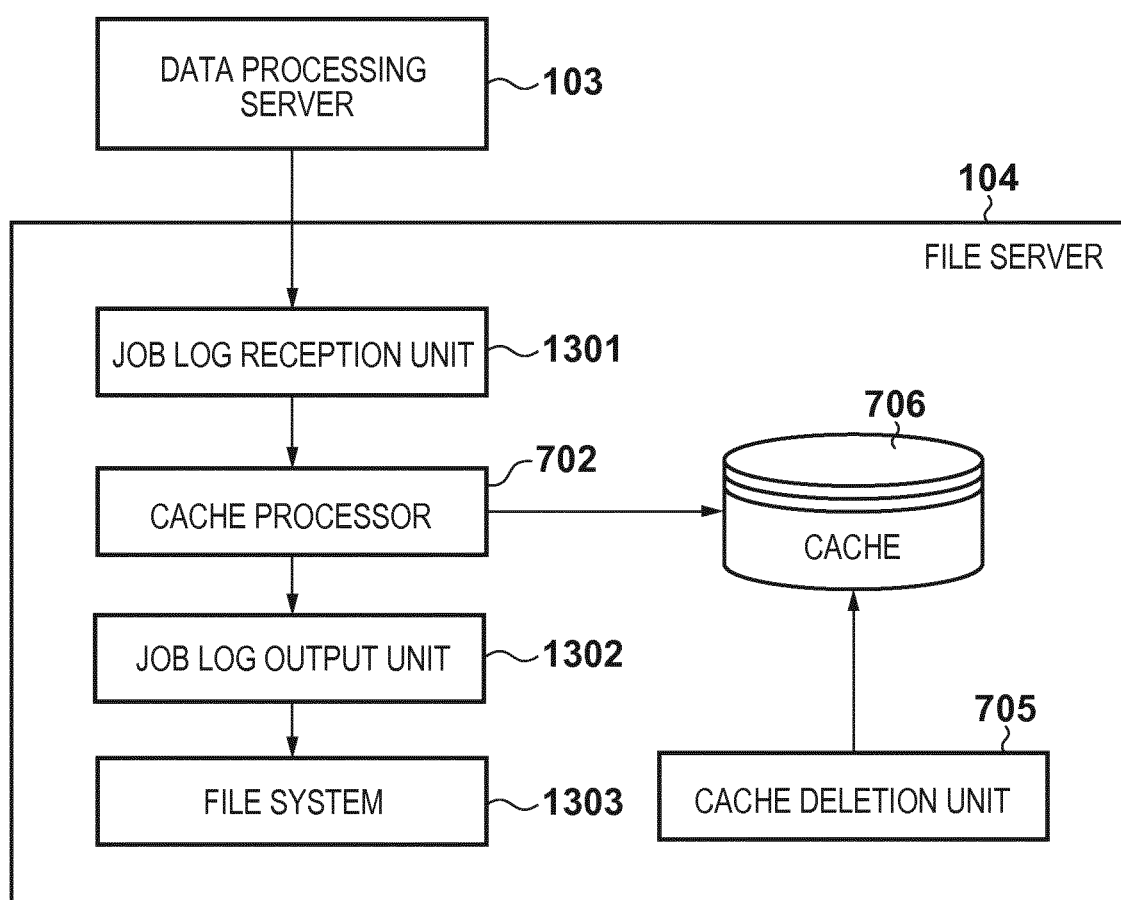 DATA PROCESSING
SERVER
103
104
FILE SERVER
JOB LOG RECEPTION UNIT
1301
706
702
CACHE PROCESSOR
CACHE
JOB LOG OUTPUT UNIT
1302
705
FILE SYSTEM
1303
CACHE DELETION UNIT